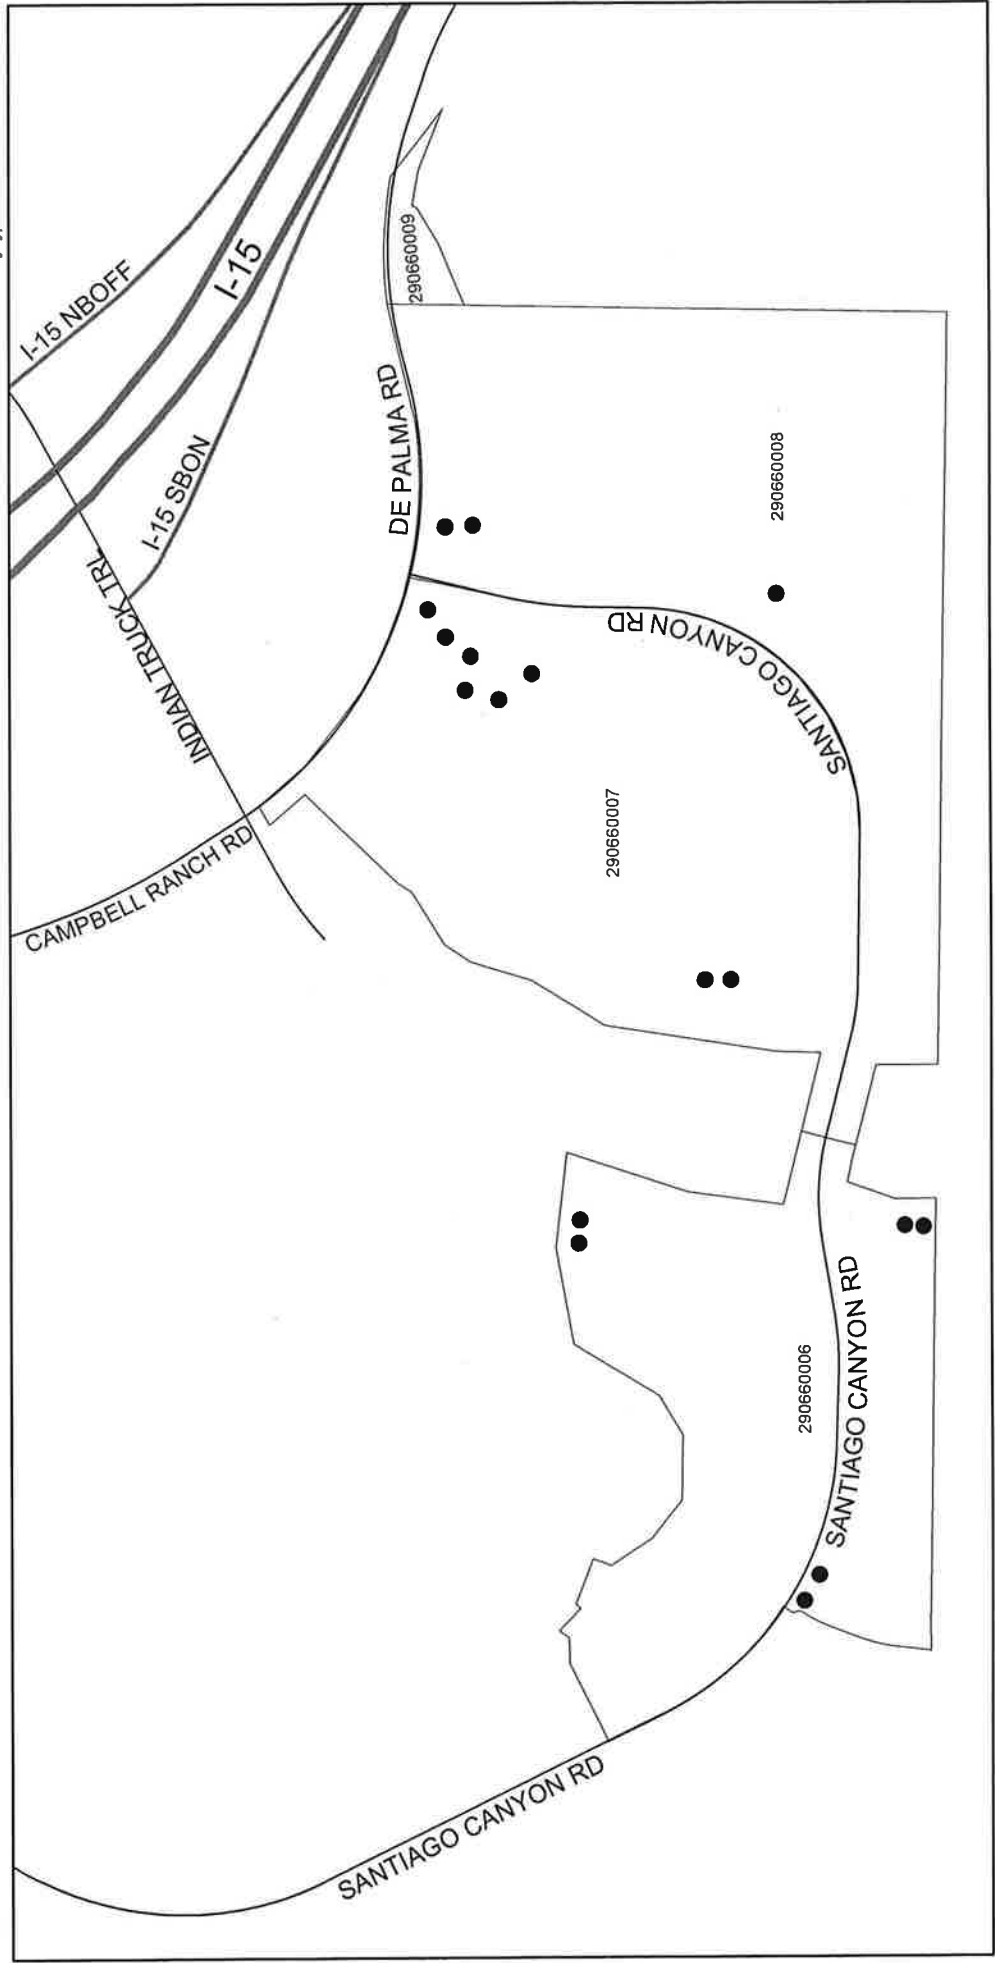 I-15 NBOFF
I-15
I-15 SBON
INDIAN TRUCK TRL
CAMPBELL RANCH RD
DE PALMA RD
290660009
290660008
SANTIAGO CANYON RD
290660007
290660006
SANTIAGO CANYON RD
SANTIAGO CANYON RD